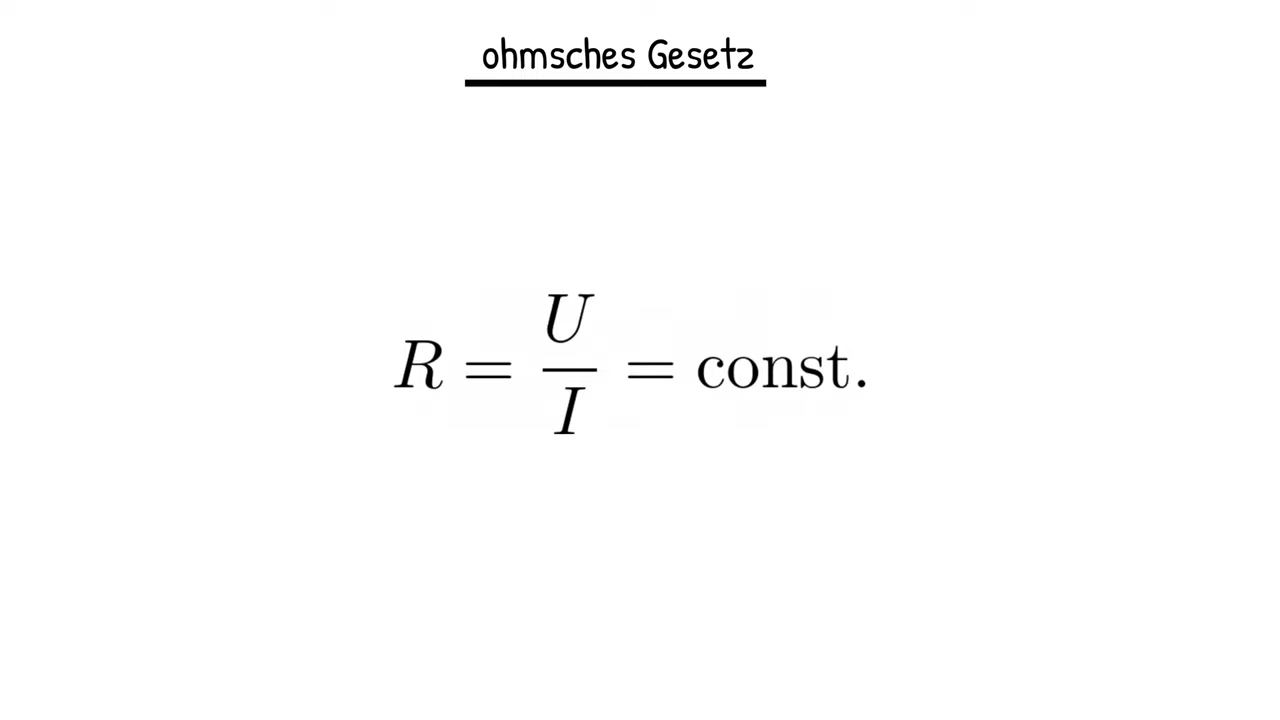 ohmsches Gesetz
R = U/I = const.